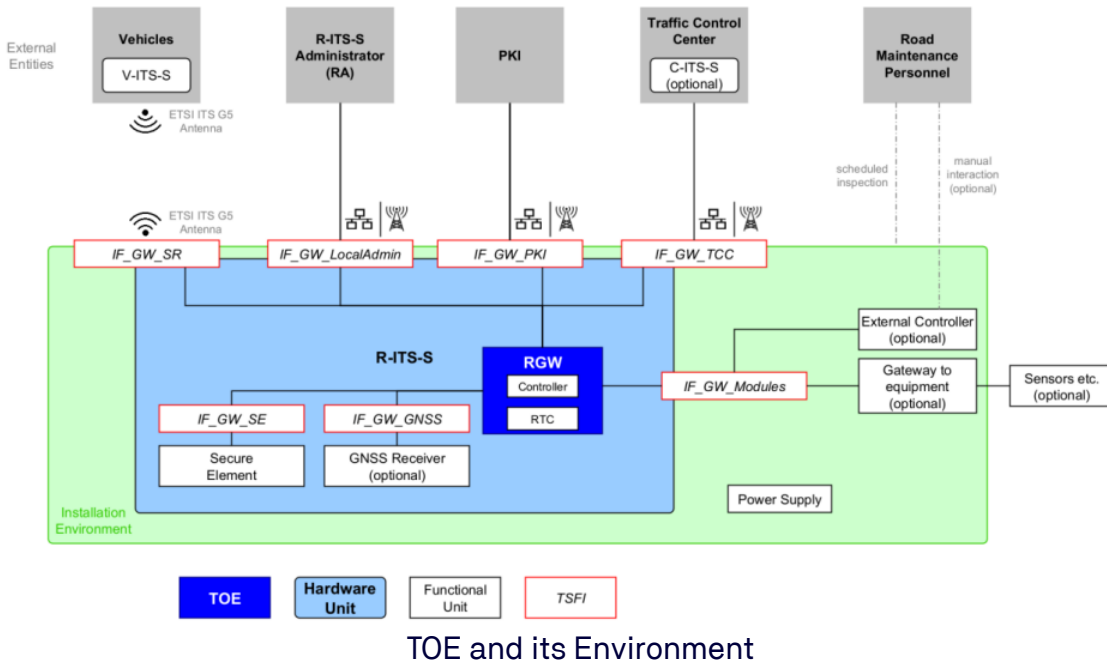 External
Entities
Vehicles
V-ITS-S
R-ITS-S
Administrator
(RA)
PKI
Traffic Control
Center
C-ITS-S
(optional)
Road
Maintenance
Personnel
ETSI ITS G5
Antenna
scheduled
inspection
manual
interaction
(optional)
ETSI ITS G5
Antenna
IF_GW_SR
IF_GW_LocalAdmin
IF_GW_PKI
IF_GW_TCC
R-ITS-S
RGW
Controller
RTC
IF_GW_Modules
External Controller
(optional)
Gateway to
equipment
(optional)
Sensors etc.
(optional)
IF_GW_SE
IF_GW_GNSS
Secure
Element
GNSS Receiver
(optional)
Power Supply
Installation
Environment
TOE
Hardware
Unit
Functional
Unit
TSFI
TOE and its Environment